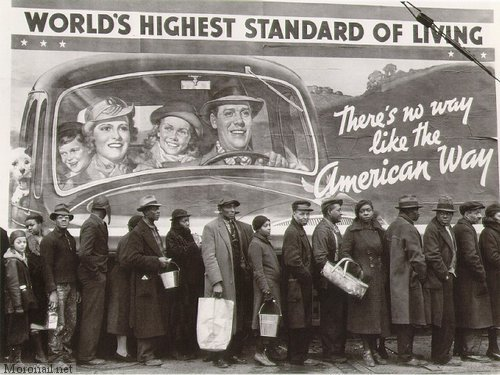 WORLD'S HIGHEST STANDARD OF LIVING
There's no way
like the
American Way
Moronail.net